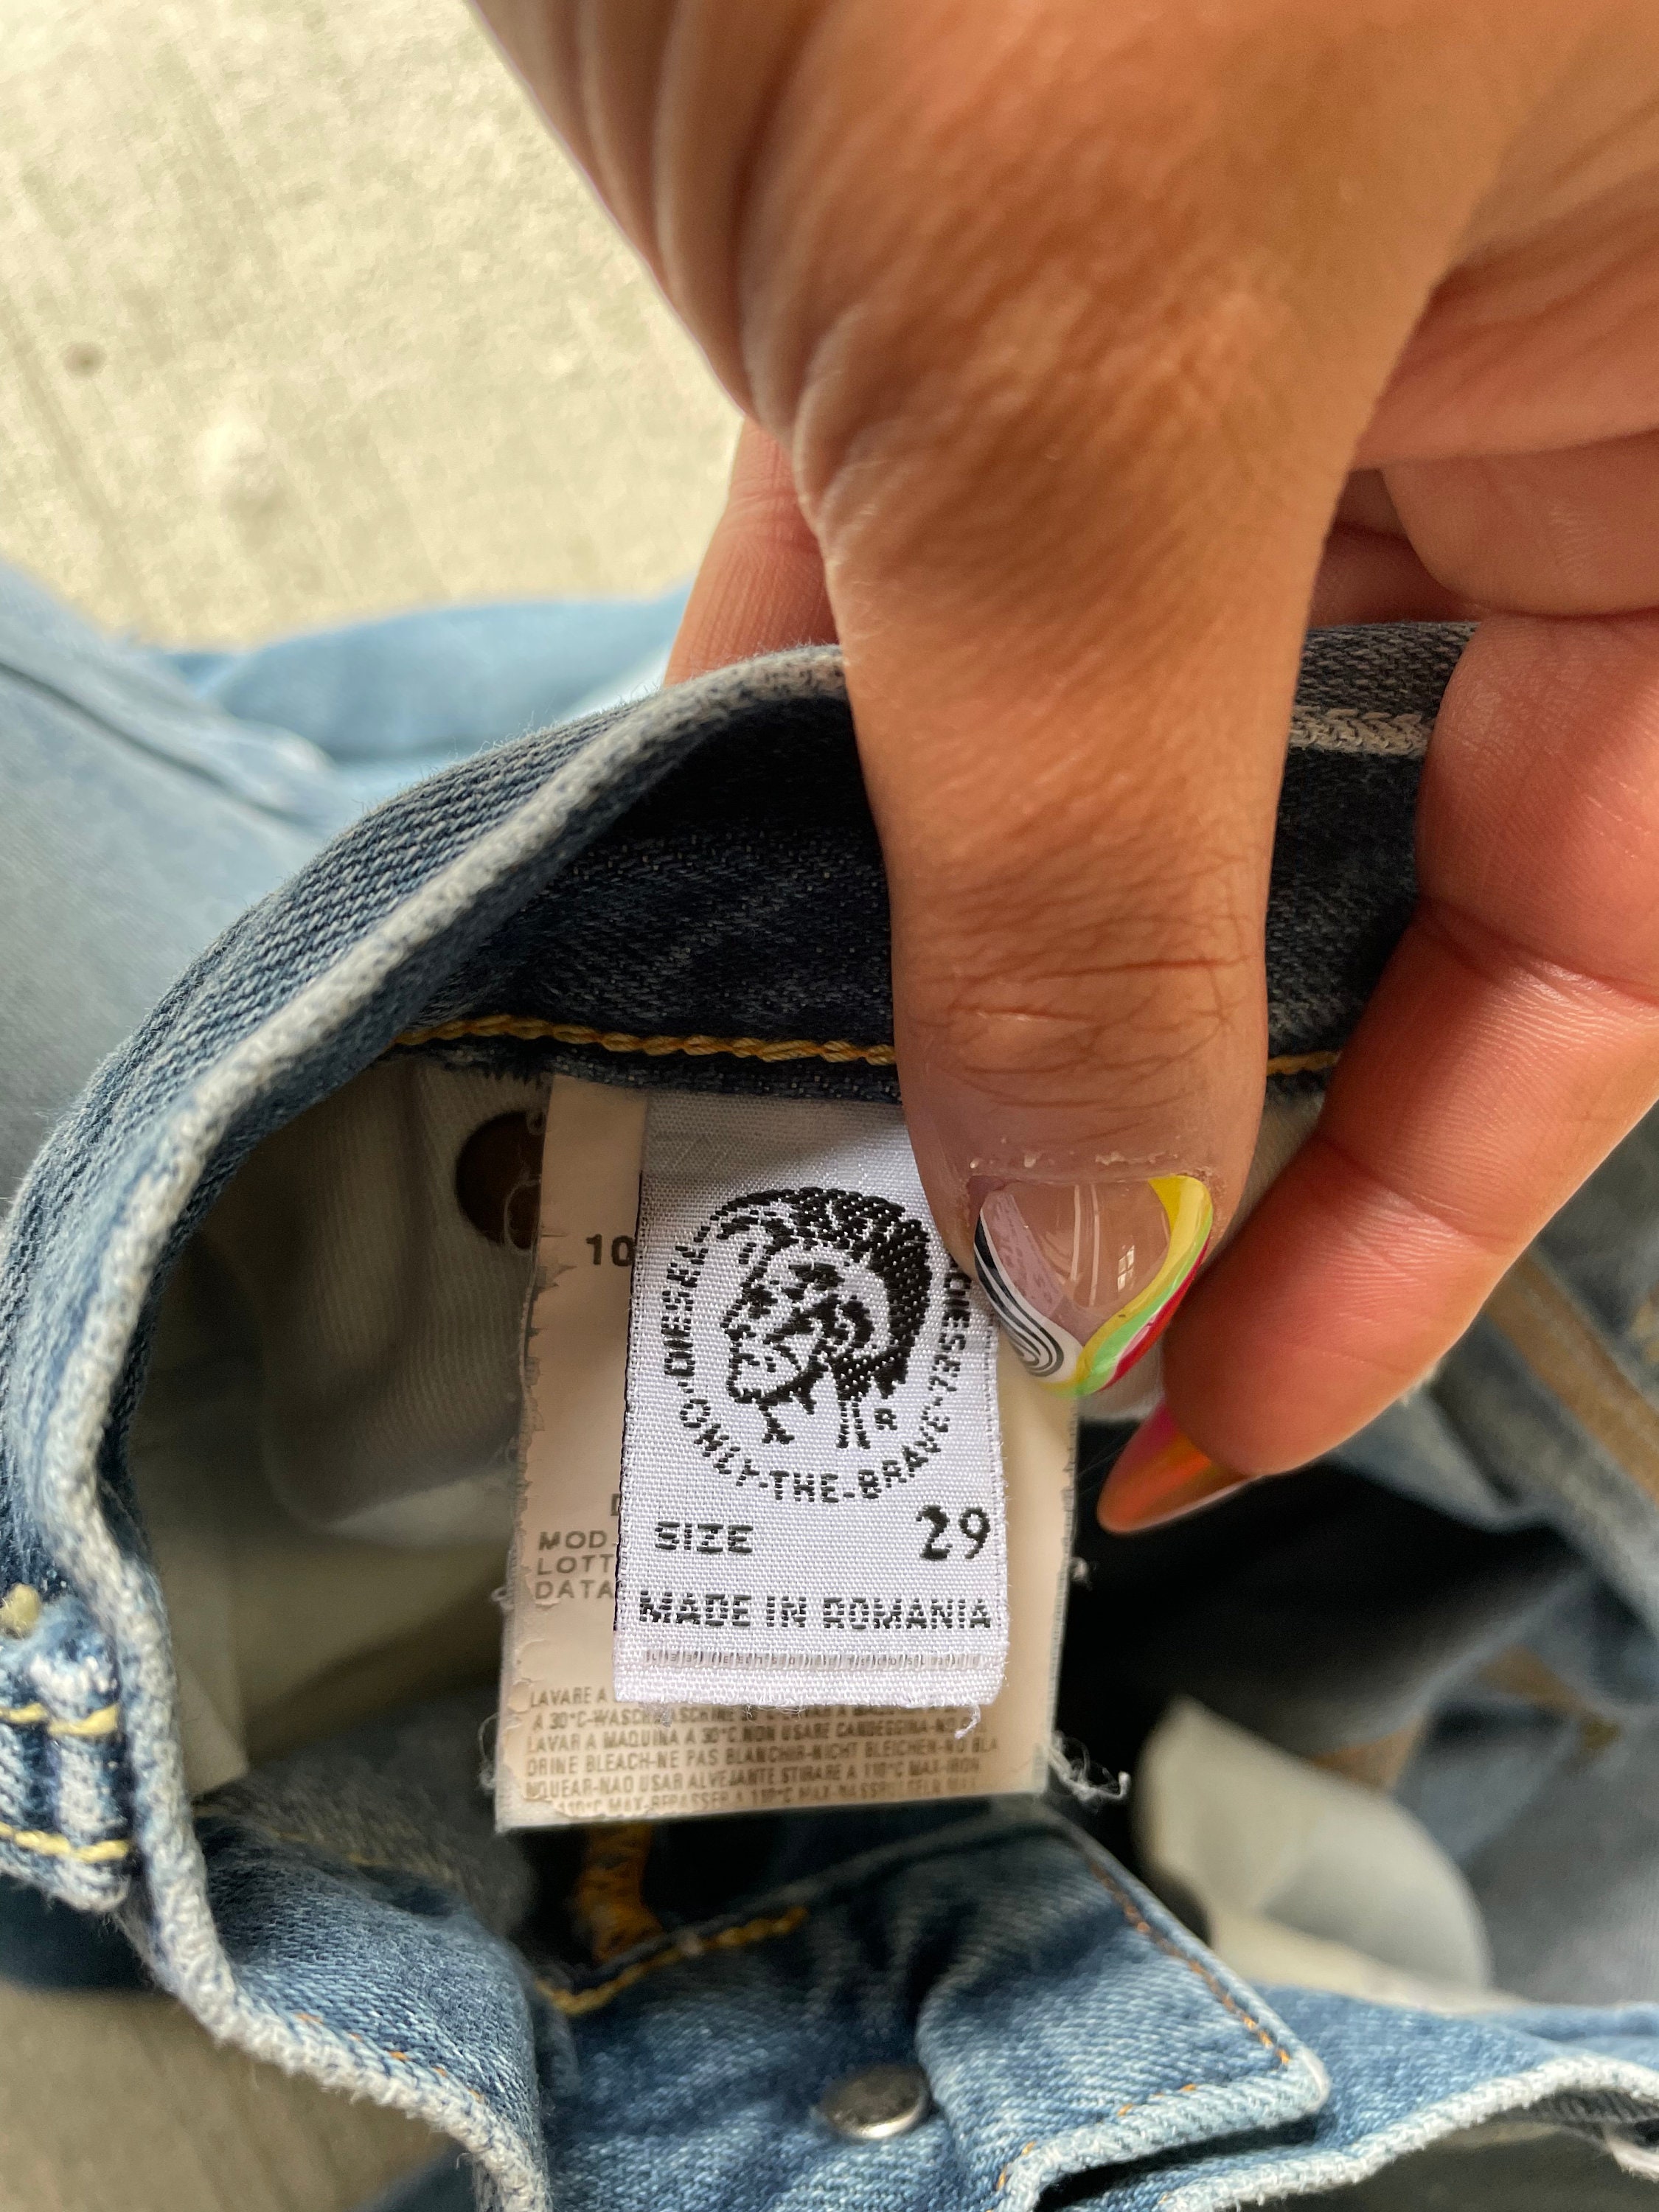 DIESEL
DIESEL
ONLY-THE-BRAVE
R
SIZE 29
MADE IN ROMANIA
10
MOD.
LOTT
DATA
LAVARE A
A 30°C-WASCHMASCHINE
LAVAR A MAQUINA A 30°C NON USARE CANDEGGINA-NO
ORINE BLEACH-NE PAS BLANCHIR-NICHT BLEICHEN-NO BLA
NQUEAR-NAO USAR ALVEJANTE STIRARE A 110°C MAX-IRON
110°C MAX-REPASSER A 110°C MAX-